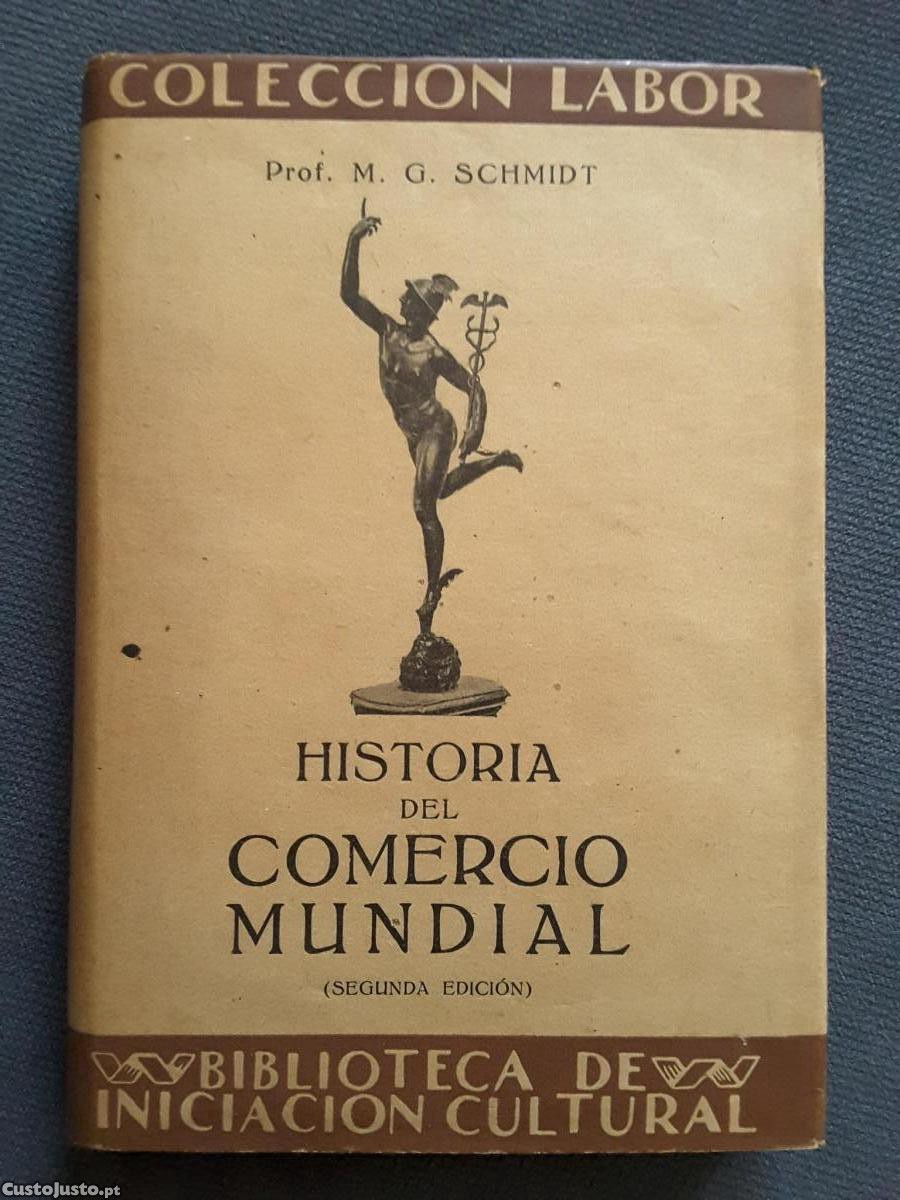 COLECCION LABOR
Prof. M. G. SCHMIDT
HISTORIA
DEL
COMERCIO
MUNDIAL
(SEGUNDA EDICIÓN)
BIBLIOTECA DE
INICIACION CULTURAL
CustoJusto.pt